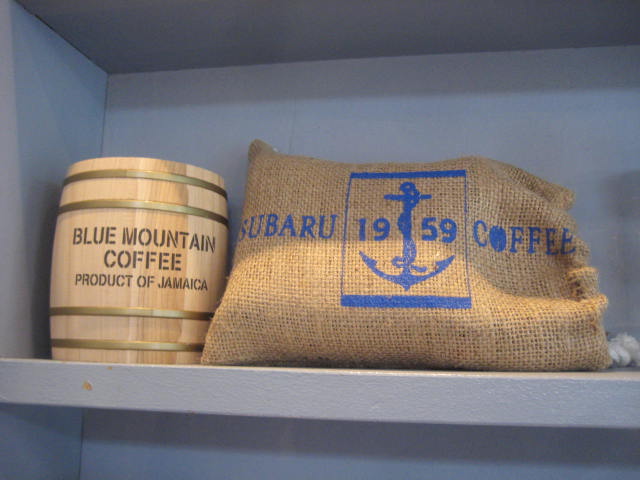 BLUE MOUNTAIN
COFFEE
PRODUCT OF JAMAICA
SUBARU 1959 COFFEE